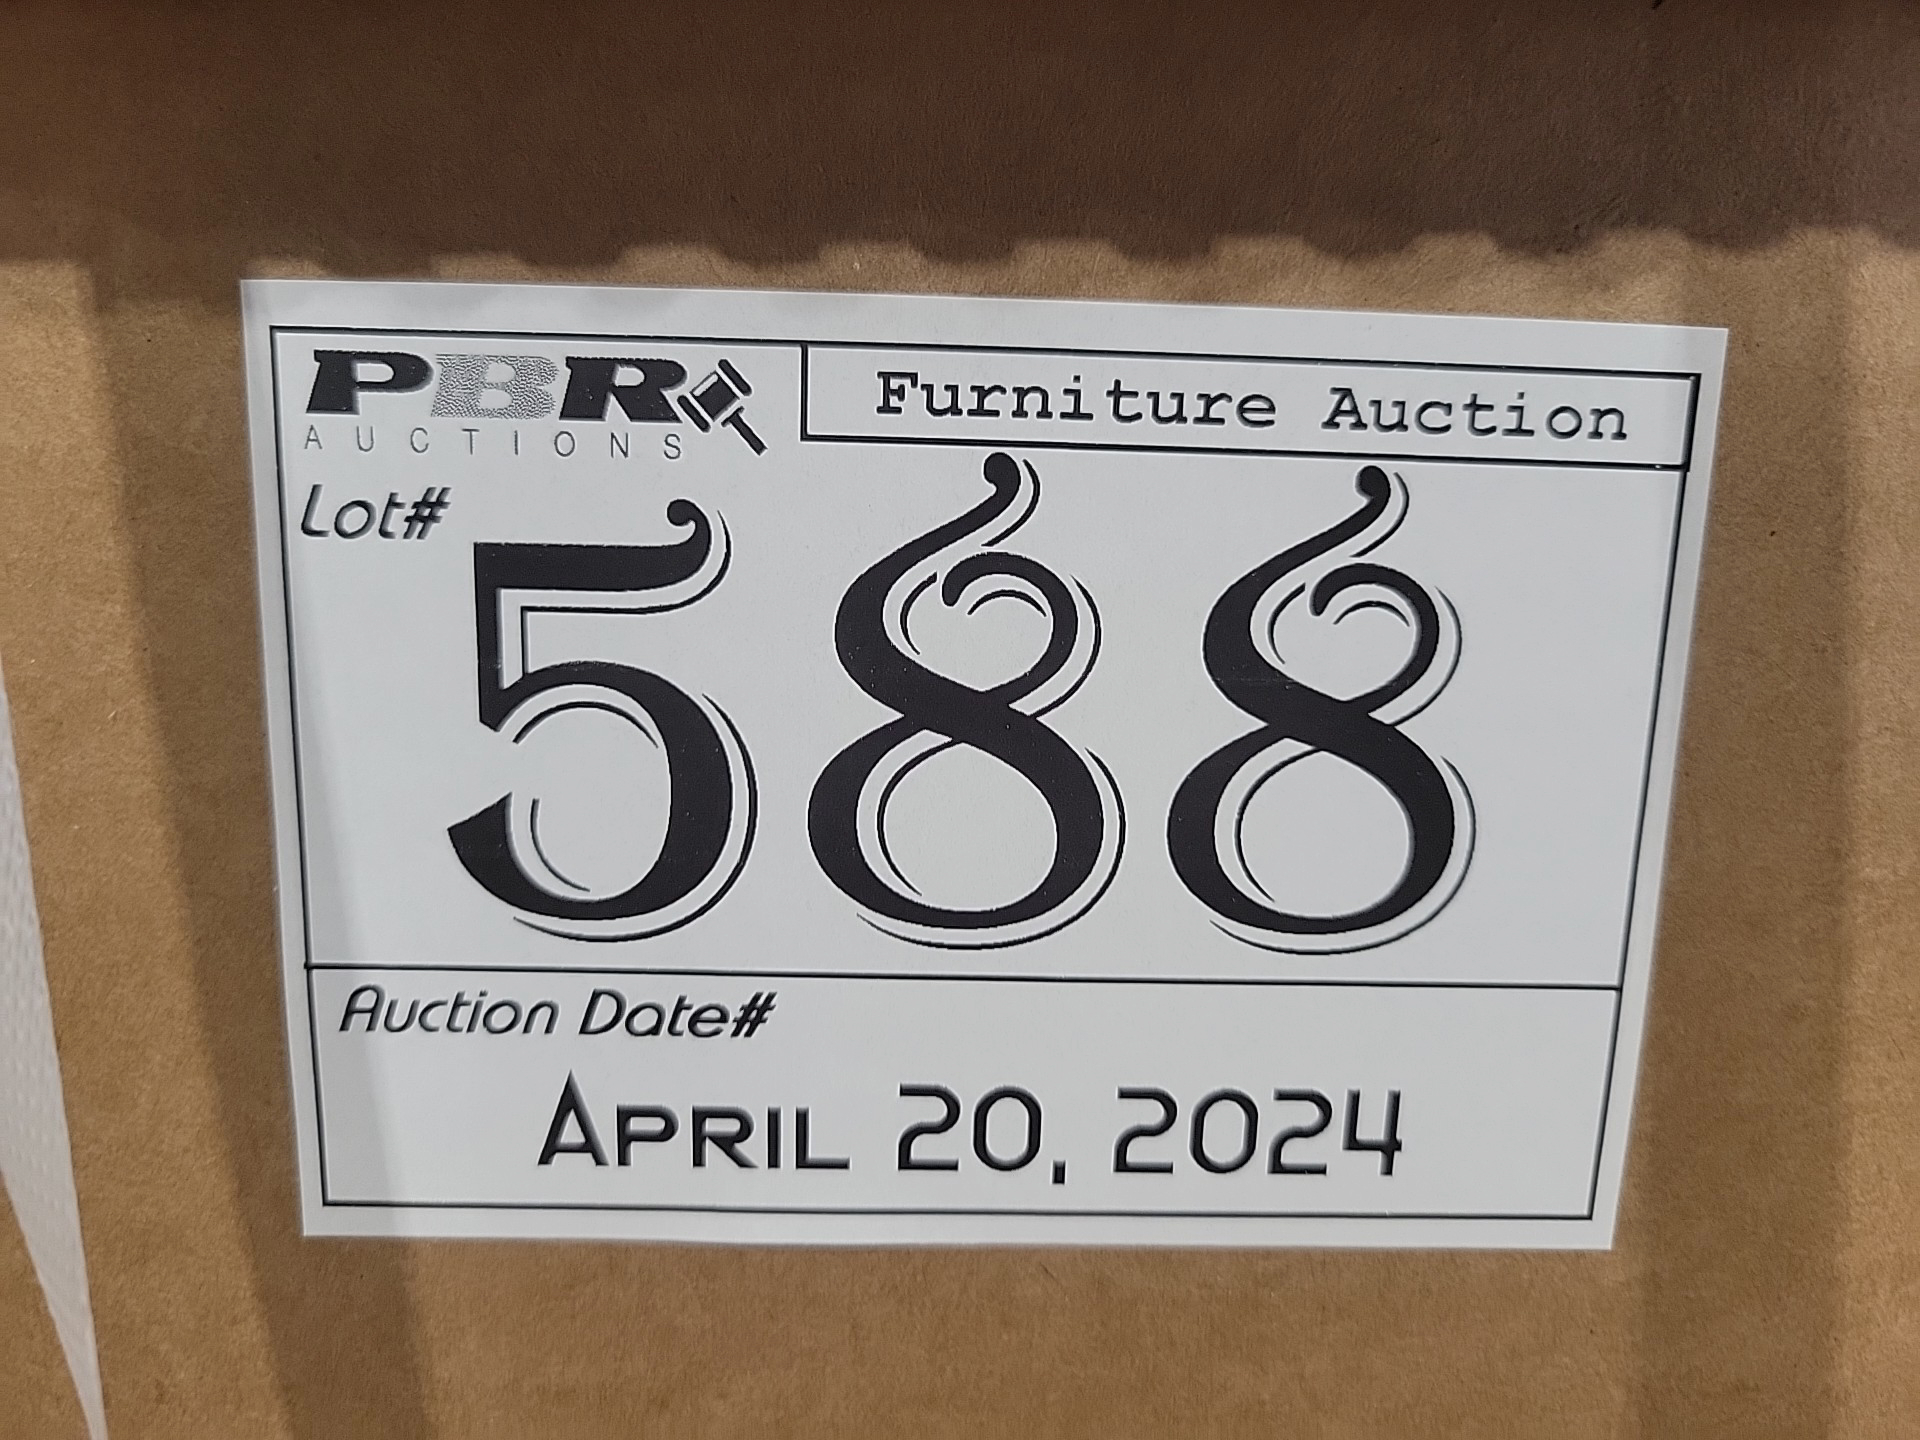 PBR
AUCTIONS
Furniture Auction
Lot#
588
Auction Date#
April 20, 2024